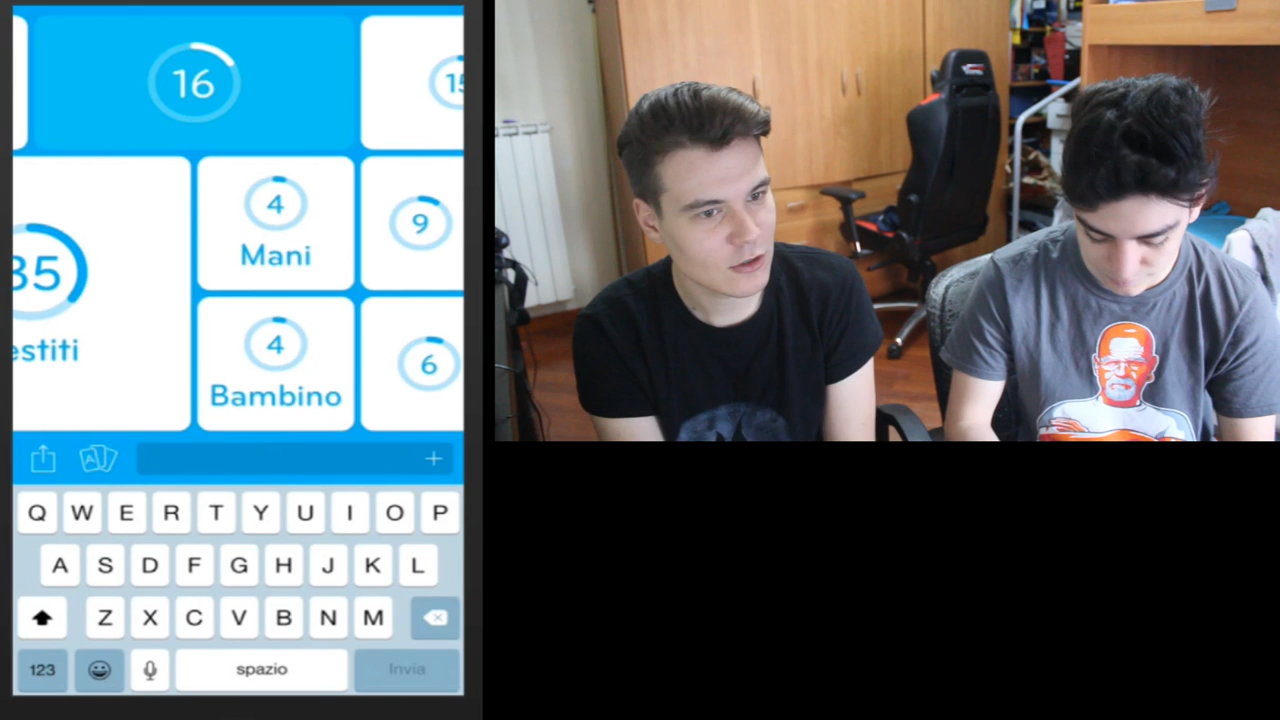 16
4
Mani
9
4
Bambino
6
+
Q W E R T Y U I O P
A S D F G H J K L
Z X C V B N M
123
spazio
Invia